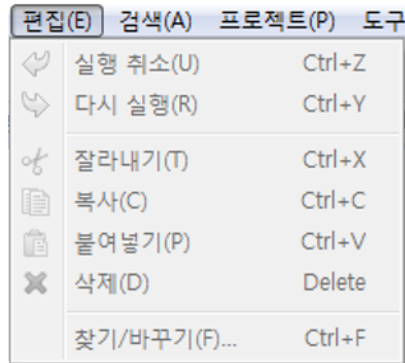 편집(E) 검색(A) 프로젝트(P) 도구
실행 취소(U) Ctrl+Z
다시 실행(R) Ctrl+Y
잘라내기(T) Ctrl+X
복사(C) Ctrl+C
붙여넣기(P) Ctrl+V
삭제(D) Delete
찾기/바꾸기(F)... Ctrl+F